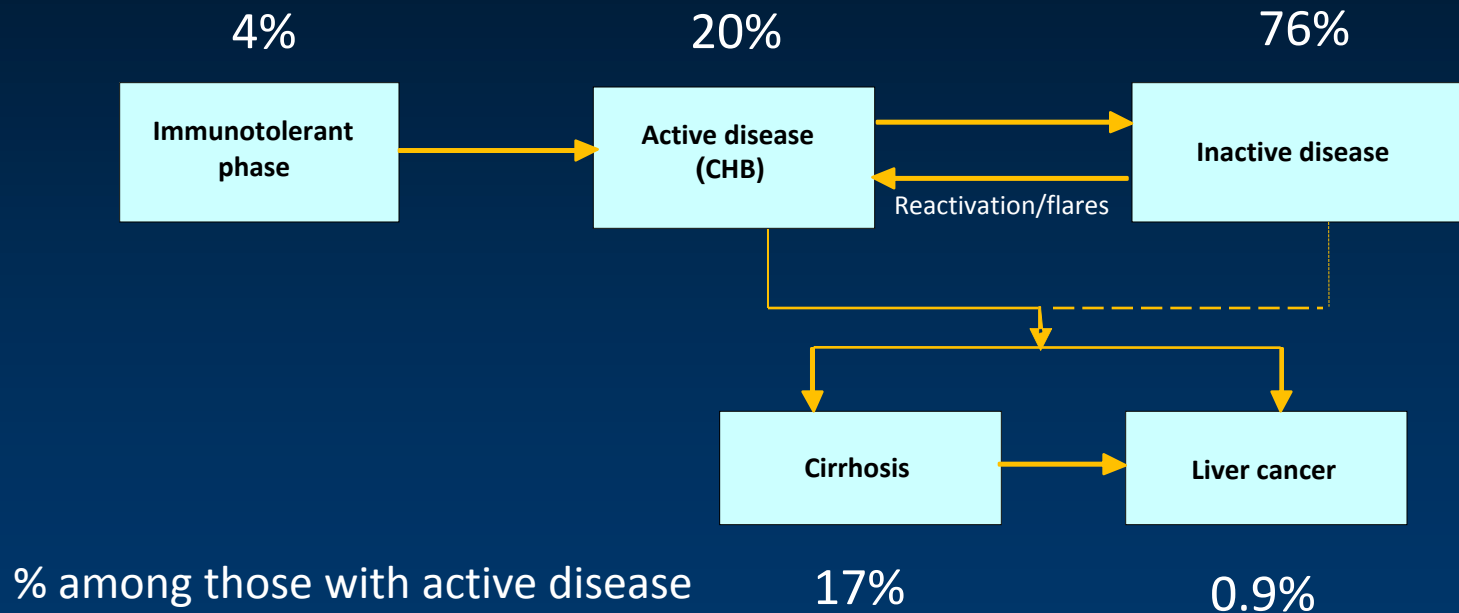 4%
20%
76%
Immunotolerant
phase
Active disease
(CHB)
Inactive disease
Reactivation/flares
Cirrhosis
Liver cancer
% among those with active disease
17%
0.9%